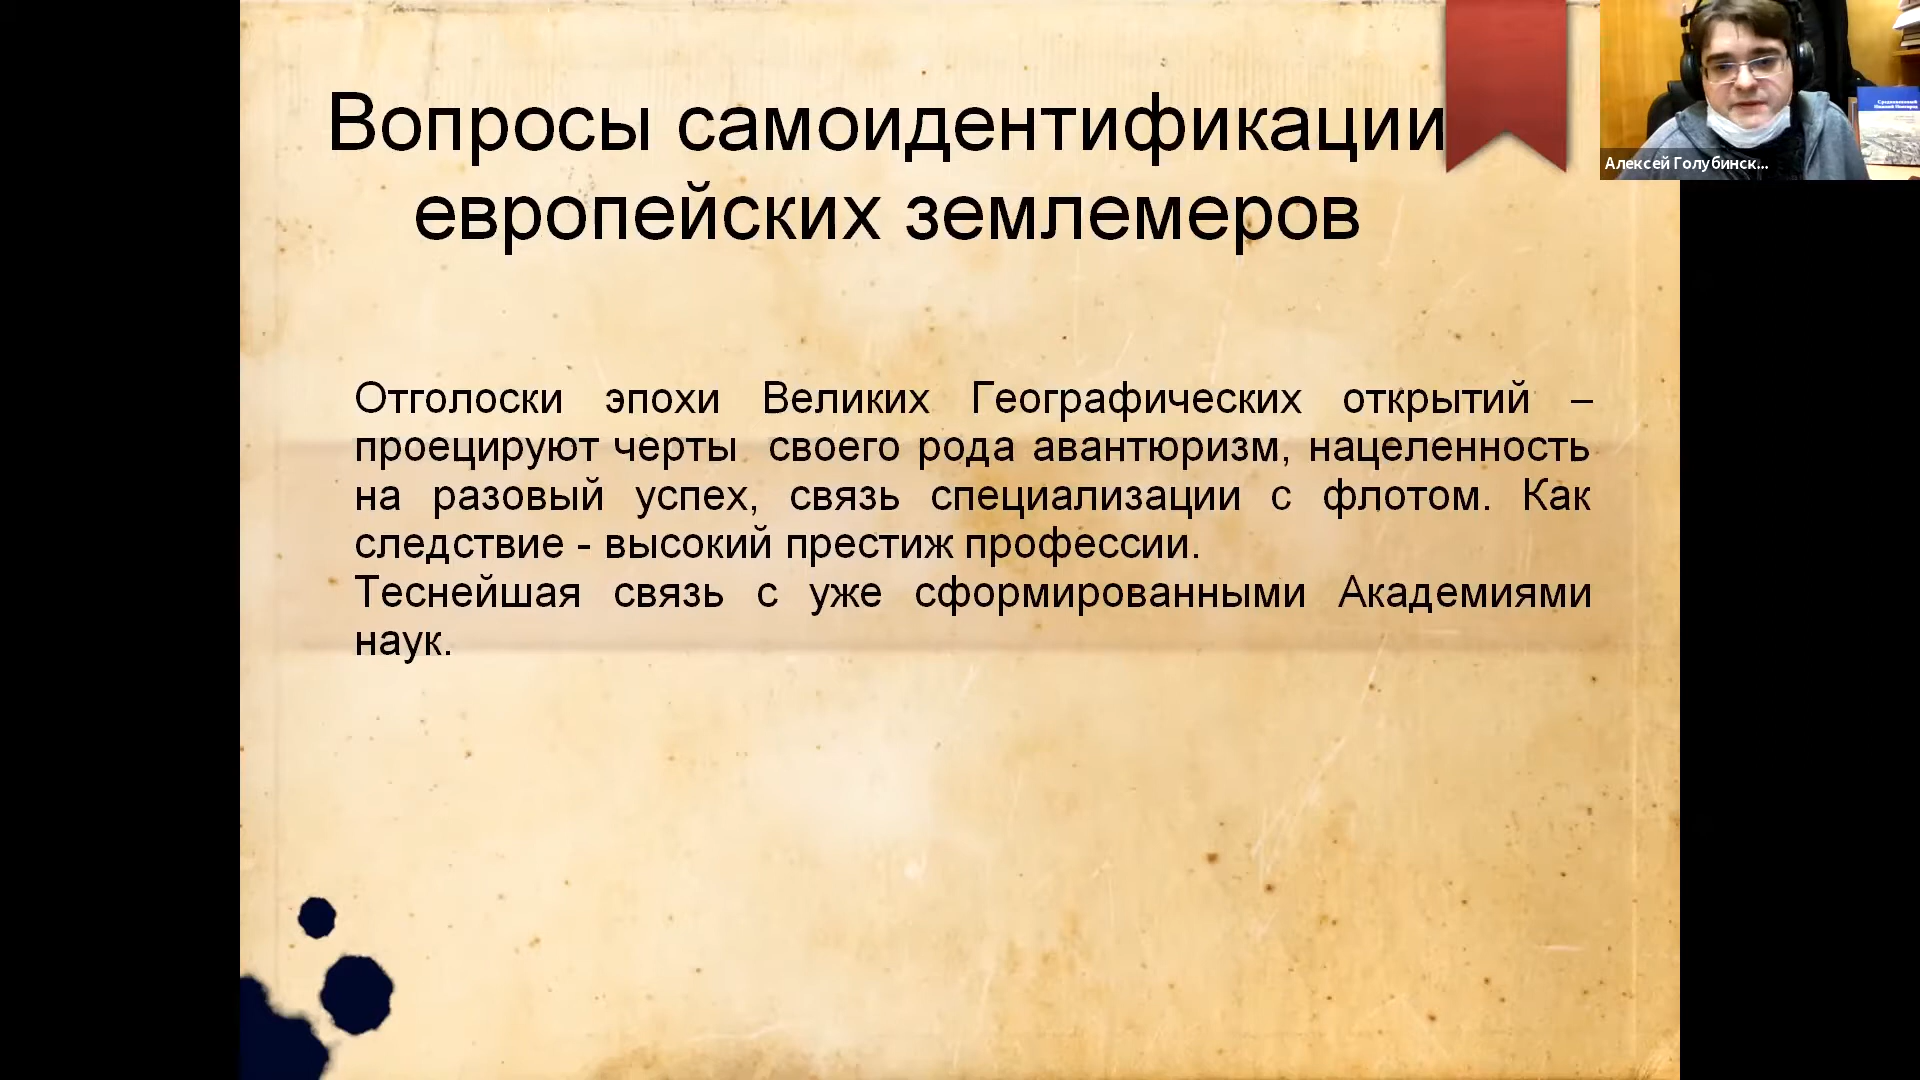 Вопросы самоидентификации
европейских землемеров
Отголоски эпохи Великих Географических открытий –
проецируют черты своего рода авантюризм, нацеленность
на разовый успех, связь специализации с флотом. Как
следствие - высокий престиж профессии.
Теснейшая связь с уже сформированными Академиями
наук.
Алексей Голубинск...